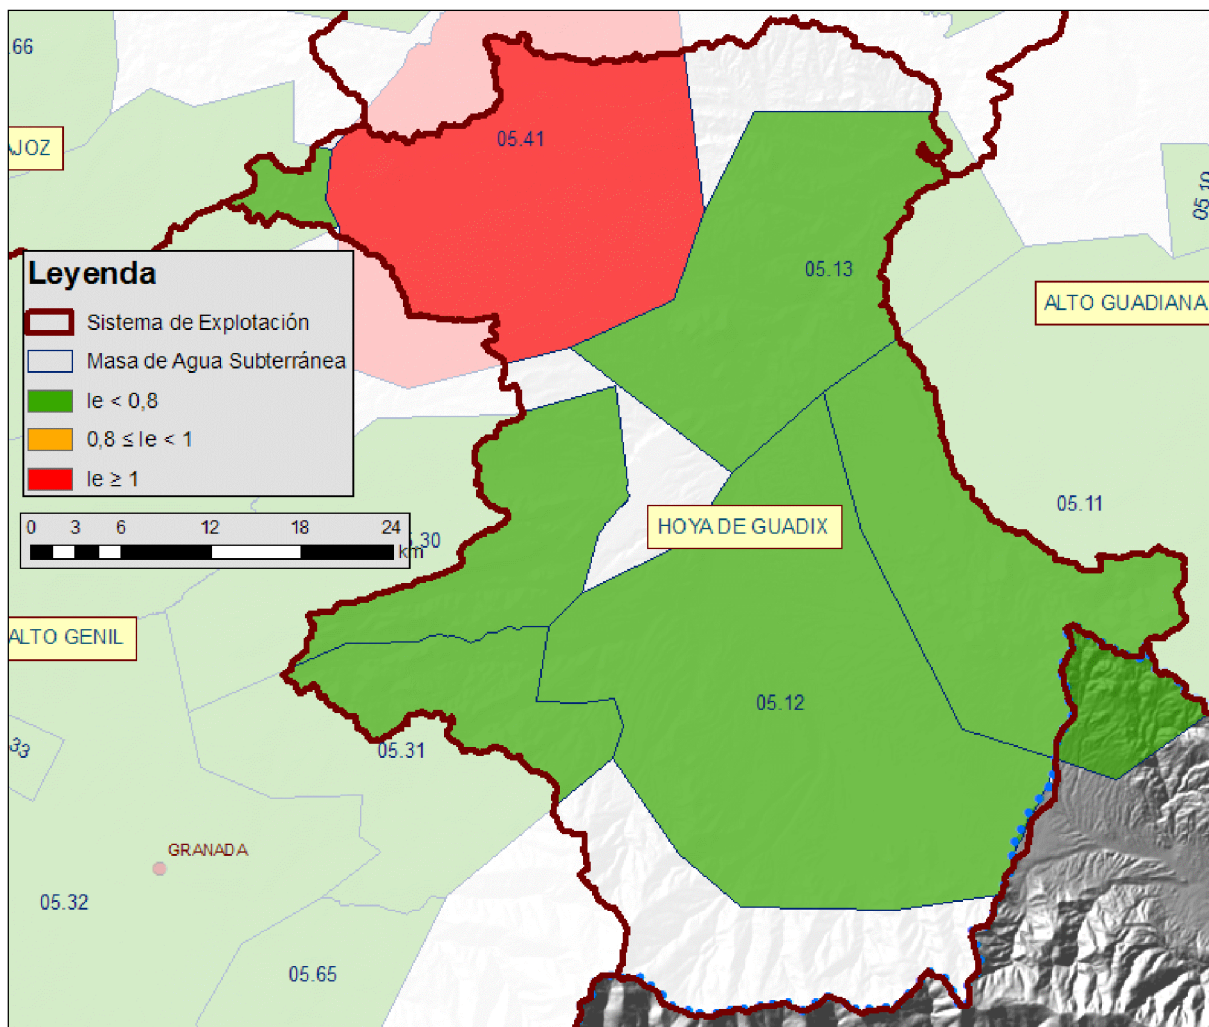 .66
05.41
AJOZ
05.10
05.13
Leyenda
ALTO GUADIANA
Sistema de Explotación
Masa de Agua Subterránea
Ie < 0,8
0,8 ≤ Ie < 1
Ie ≥ 1
05.11
0 3 6 12 18 24
km
.30
HOYA DE GUADIX
ALTO GENIL
05.12
33
05.31
GRANADA
05.32
05.65